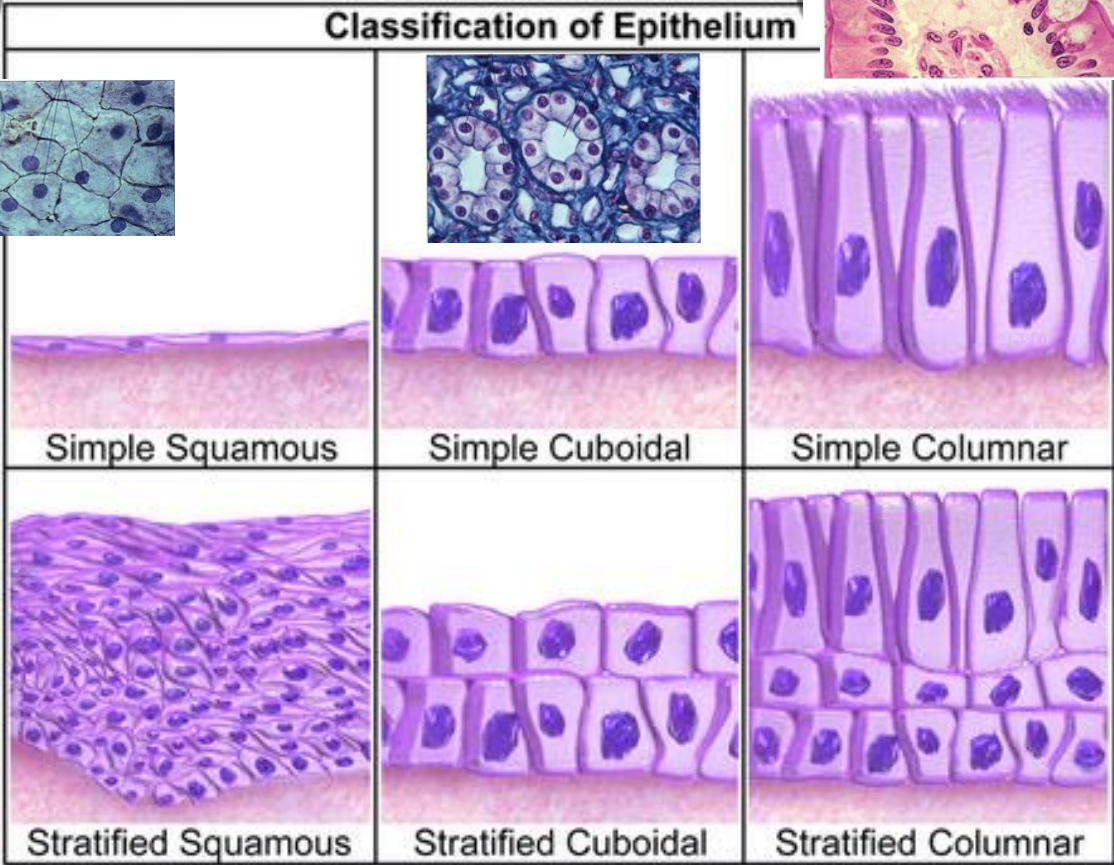 Classification of Epithelium
Simple Squamous
Simple Cuboidal
Simple Columnar
Stratified Squamous
Stratified Cuboidal
Stratified Columnar